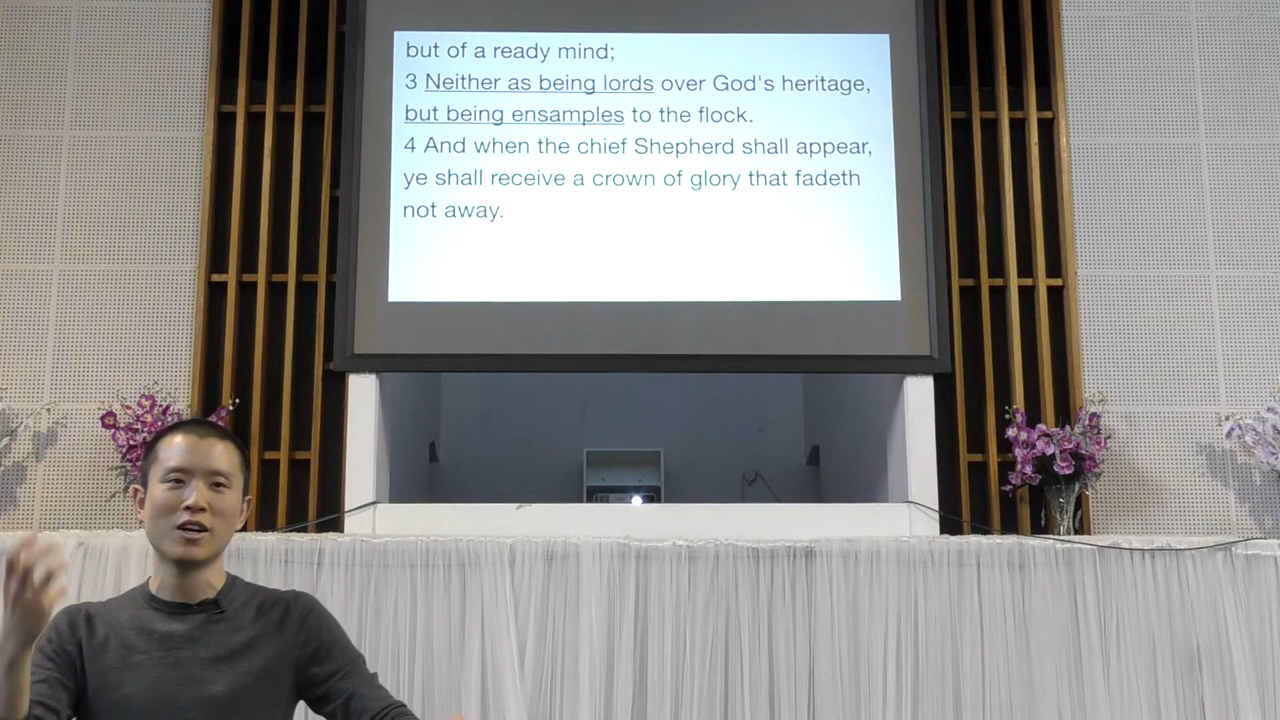 but of a ready mind;
3 Neither as being lords over God's heritage,
but being ensamples to the flock.
4 And when the chief Shepherd shall appear,
ye shall receive a crown of glory that fadeth
not away.